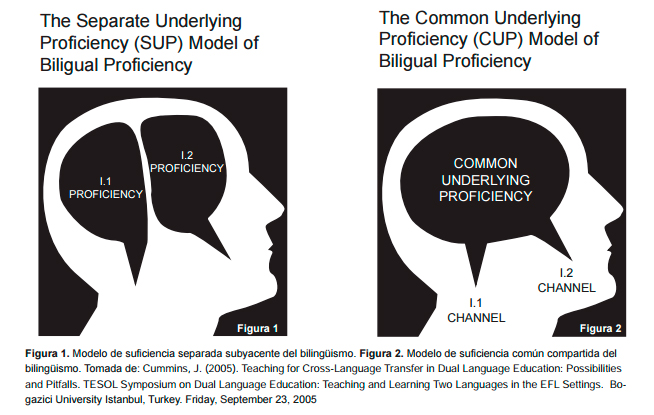 The Separate Underlying
Proficiency (SUP) Model of
Biligual Proficiency
I.1
PROFICIENCY
I.2
PROFICIENCY
Figura 1
The Common Underlying
Proficiency (CUP) Model of
Biligual Proficiency
COMMON
UNDERLYING
PROFICIENCY
I.1
CHANNEL
I.2
CHANNEL
Figura 2
Figura 1. Modelo de suficiencia separada subyacente del bilingüismo. Figura 2. Modelo de suficiencia común compartida del
bilingüismo. Tomada de: Cummins, J. (2005). Teaching for Cross-Language Transfer in Dual Language Education: Possibilities
and Pitfalls. TESOL Symposium on Dual Language Education: Teaching and Learning Two Languages in the EFL Settings. Bo-
gazici University Istanbul, Turkey. Friday, September 23, 2005